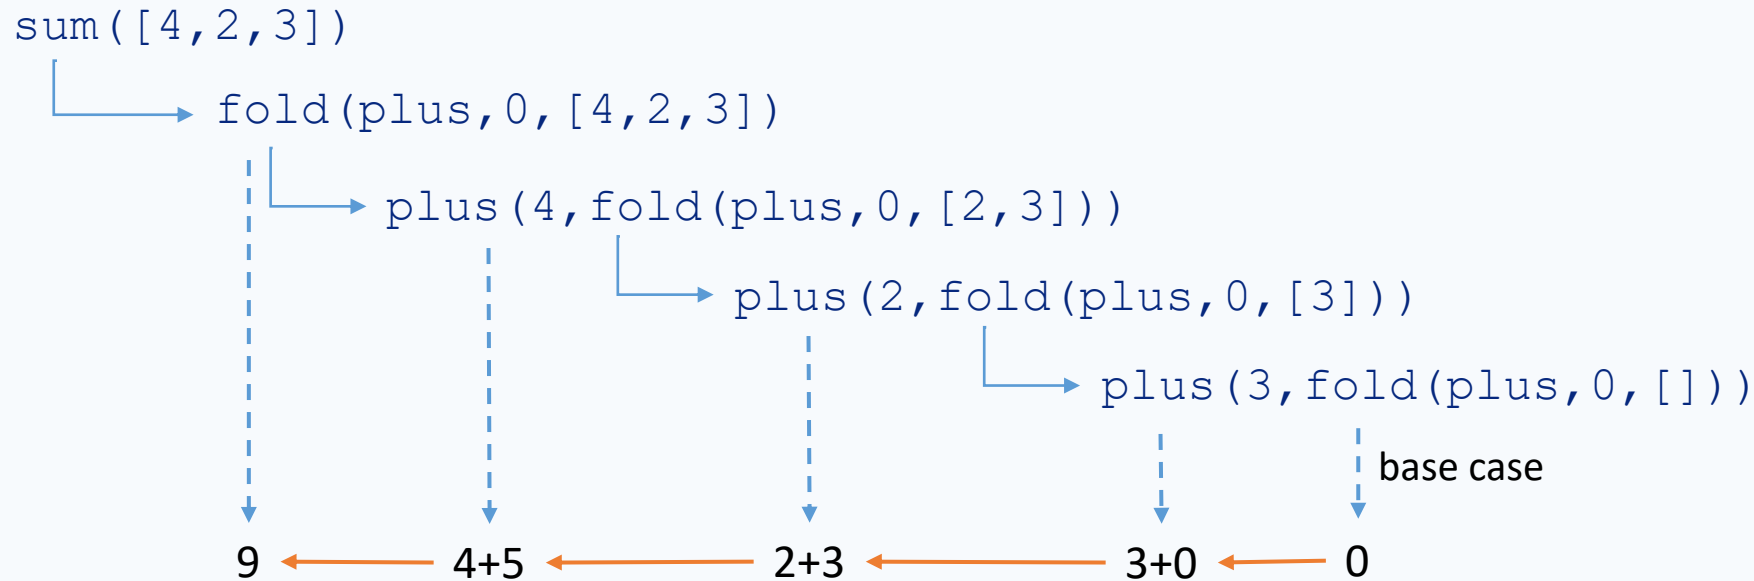 sum([4,2,3])
fold(plus,0,[4,2,3])
plus(4,fold(plus,0,[2,3]))
plus(2,fold(plus,0,[3]))
plus(3,fold(plus,0,[]))
base case
9 4+5 2+3 3+0 0